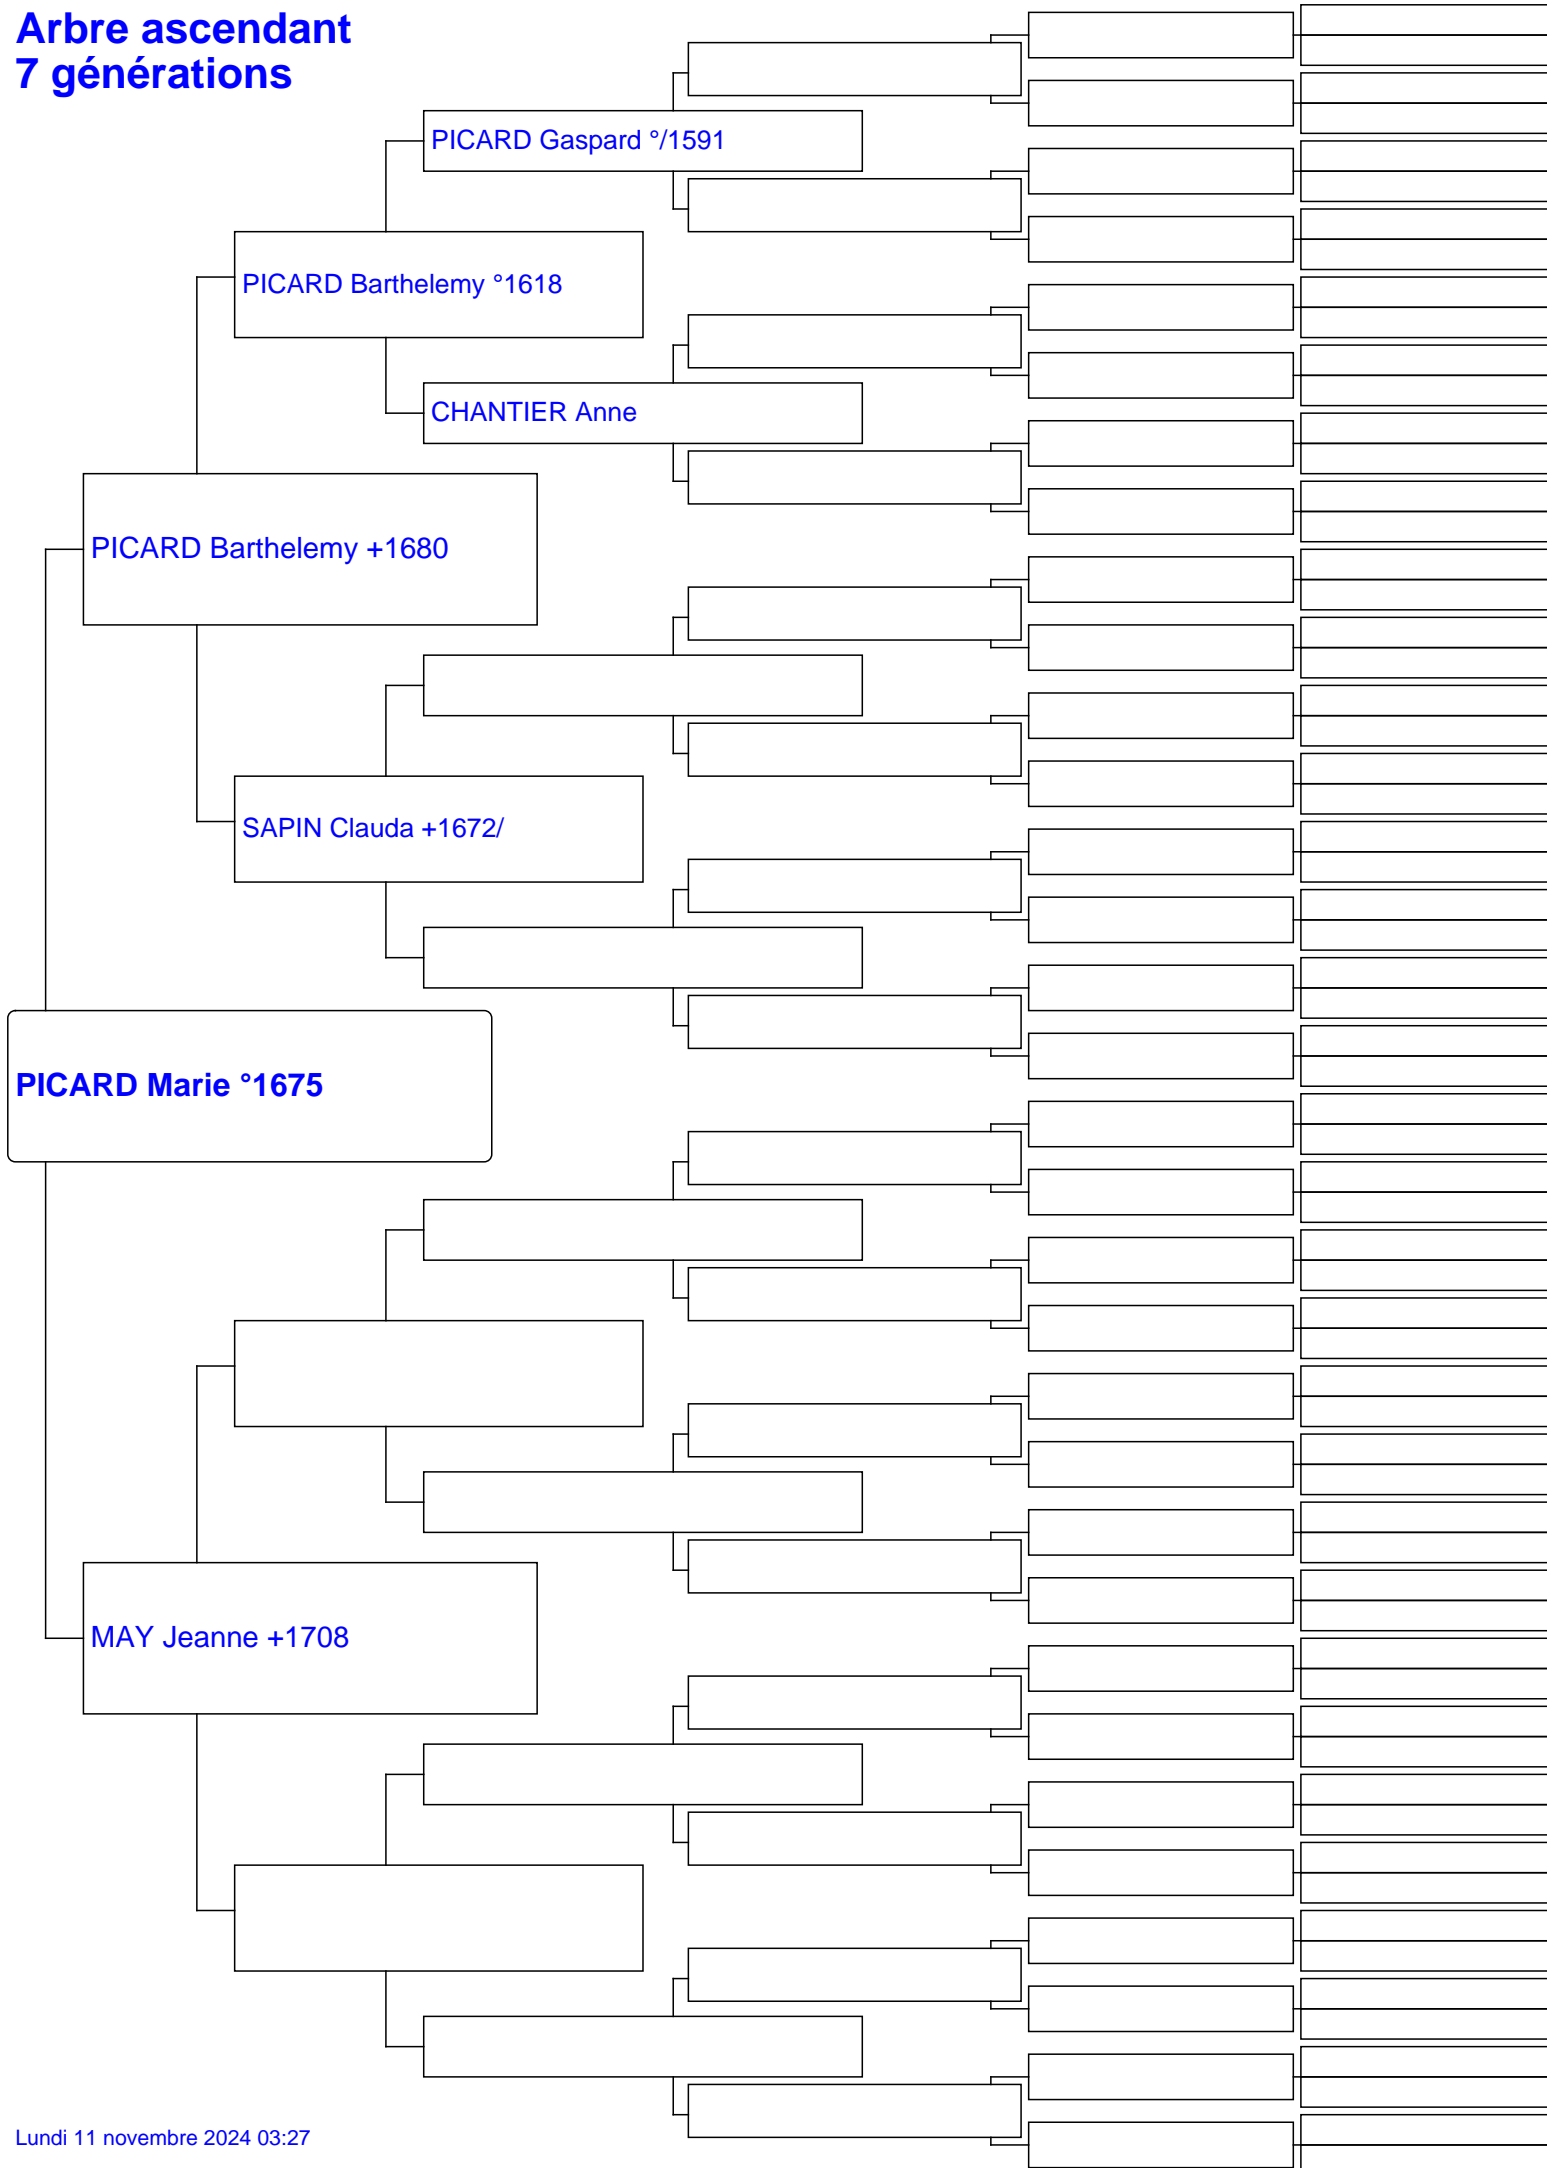 Arbre ascendant
7 générations
PICARD Gaspard °/1591
PICARD Barthelemy °1618
CHANTIER Anne
PICARD Barthelemy +1680
SAPIN Clauda +1672/
PICARD Marie °1675
MAY Jeanne +1708
Lundi 11 novembre 2024 03:27